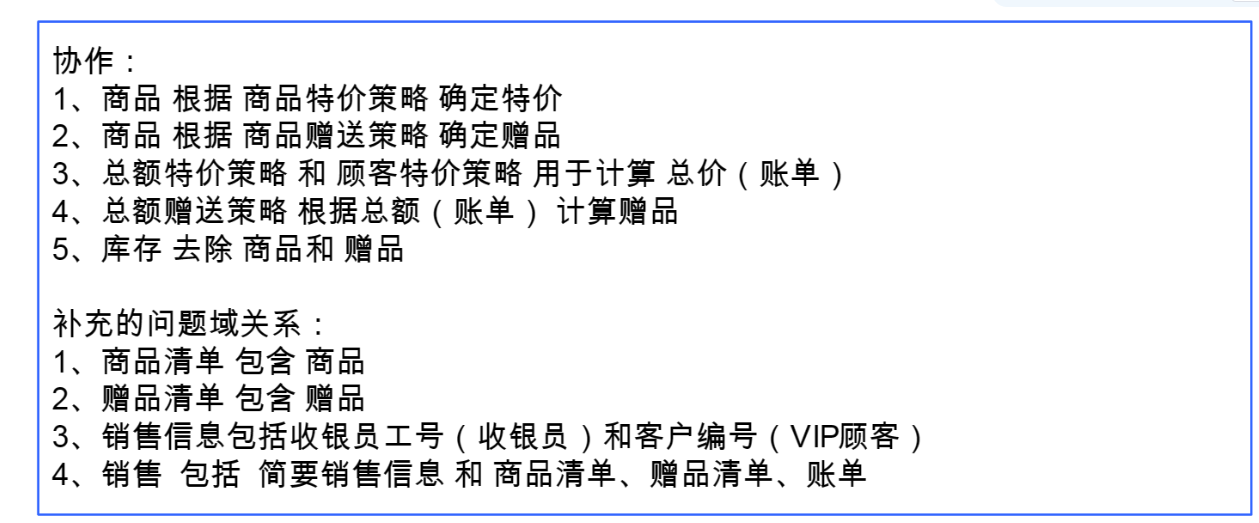 协作：
1、商品 根据 商品特价策略 确定特价
2、商品 根据 商品赠送策略 确定赠品
3、总额特价策略 和 顾客特价策略 用于计算 总价（账单）
4、总额赠送策略 根据总额（账单） 计算赠品
5、库存 去除 商品和 赠品
补充的问题域关系：
1、商品清单 包含 商品
2、赠品清单 包含 赠品
3、销售信息包括收银员工号（收银员）和客户编号（VIP顾客）
4、销售 包括 简要销售信息 和 商品清单、赠品清单、账单